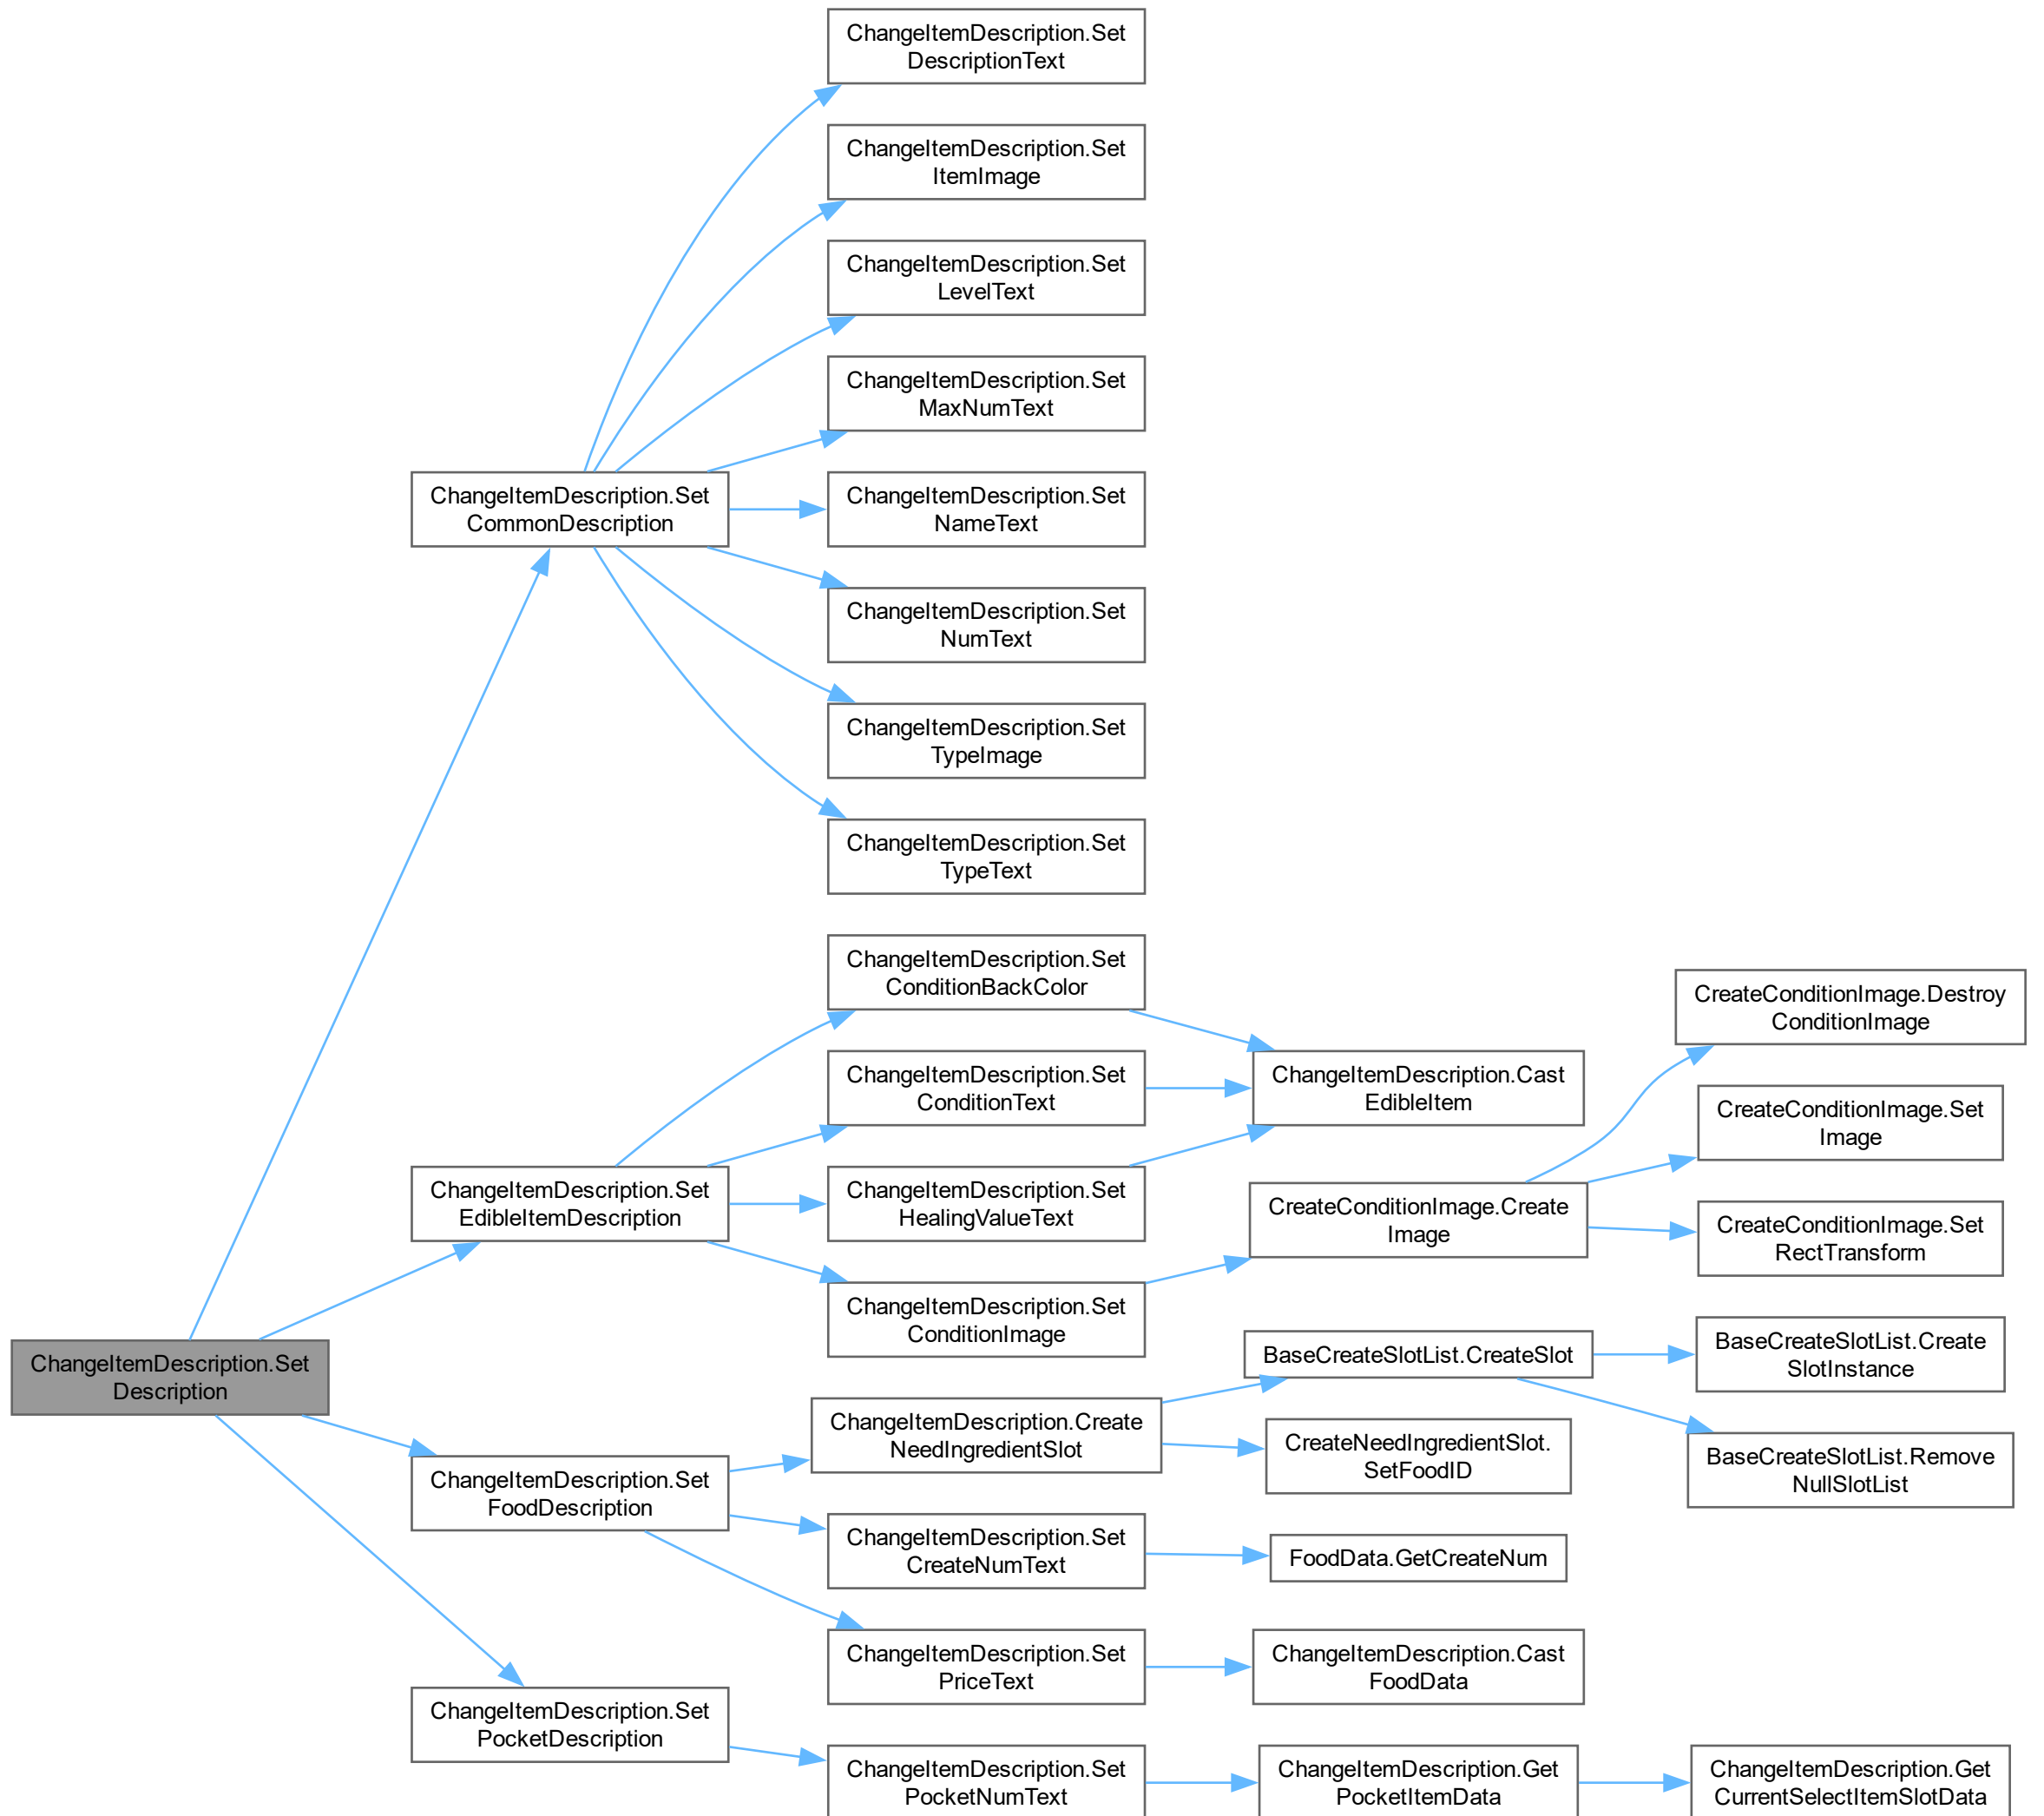 ChangeItemDescription.Set
Description
ChangeItemDescription.Set
CommonDescription
ChangeItemDescription.Set
DescriptionText
ChangeItemDescription.Set
ItemImage
ChangeItemDescription.Set
LevelText
ChangeItemDescription.Set
MaxNumText
ChangeItemDescription.Set
NameText
ChangeItemDescription.Set
NumText
ChangeItemDescription.Set
TypeImage
ChangeItemDescription.Set
TypeText
ChangeItemDescription.Set
EdibleItemDescription
ChangeItemDescription.Set
ConditionBackColor
ChangeItemDescription.Set
ConditionText
ChangeItemDescription.Set
HealingValueText
ChangeItemDescription.Set
ConditionImage
ChangeItemDescription.Cast
EdibleItem
CreateConditionImage.Create
Image
CreateConditionImage.Destroy
ConditionImage
CreateConditionImage.Set
Image
CreateConditionImage.Set
RectTransform
ChangeItemDescription.Set
FoodDescription
ChangeItemDescription.Create
NeedIngredientSlot
BaseCreateSlotList.CreateSlot
BaseCreateSlotList.Create
SlotInstance
BaseCreateSlotList.Remove
NullSlotList
CreateNeedIngredientSlot.
SetFoodID
ChangeItemDescription.Set
CreateNumText
FoodData.GetCreateNum
ChangeItemDescription.Set
PriceText
ChangeItemDescription.Cast
FoodData
ChangeItemDescription.Set
PocketDescription
ChangeItemDescription.Set
PocketNumText
ChangeItemDescription.Get
PocketItemData
ChangeItemDescription.Get
CurrentSelectItemSlotData